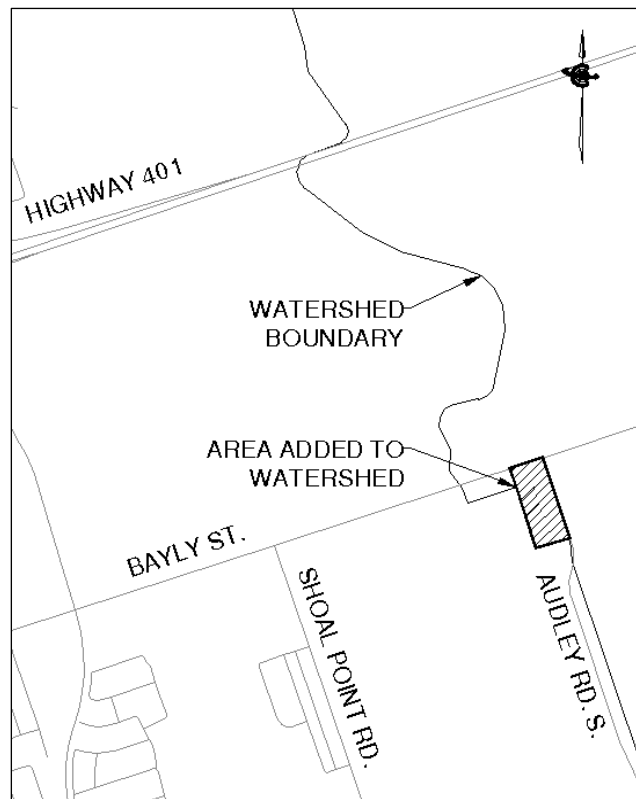 HIGHWAY 401
WATERSHED
BOUNDARY
AREA ADDED TO
WATERSHED
BAYLY ST.
SHOAL POINT RD.
AUDLEY RD. S.